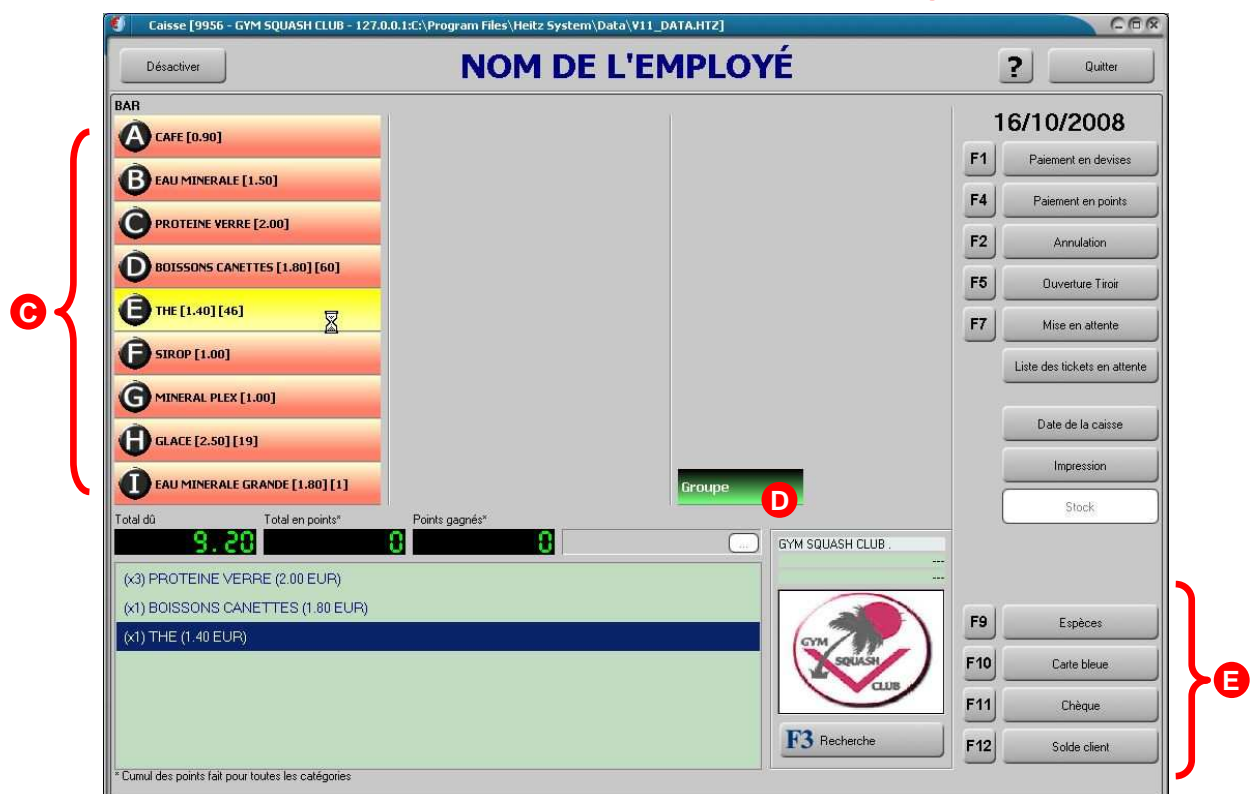 Caisse [9956 - GYM SQUASH CLUB - 127.0.0.1:C:\Program Files\Heitz System\Data\V11_DATA.HTZ]
Désactiver
NOM DE L'EMPLOYÉ
?
Quitter
BAR
A CAFE [0.90]
B EAU MINERALE [1.50]
C PROTEINE VERRE [2.00]
D BOISSONS CANETTES [1.80] [60]
E THE [1.40] [46]
F SIROP [1.00]
G MINERAL PLEX [1.00]
H GLACE [2.50] [19]
I EAU MINERALE GRANDE [1.80] [1]
C
Groupe
D
16/10/2008
F1 Paiement en devises
F4 Paiement en points
F2 Annulation
F5 Ouverture Tiroir
F7 Mise en attente
Liste des tickets en attente
Date de la caisse
Impression
Stock
Total dû Total en points* Points gagnés*
9.20 0 0 ...
(x3) PROTEINE VERRE (2.00 EUR)
(x1) BOISSONS CANETTES (1.80 EUR)
(x1) THE (1.40 EUR)
* Cumul des points fait pour toutes les catégories
GYM SQUASH CLUB .
---
---
GYM
SQUASH
CLUB
F3 Recherche
F9 Espèces
F10 Carte bleue
F11 Chèque
F12 Solde client
E